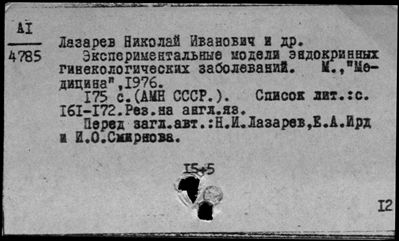 AI
4785
Лазарев Николай Иванович и др.
Экспериментальные модели эндокринных
гинекологических заболеваний. М.,"Ме-
дицина",1976.
175 с.(АМН СССР.). Список лит.:с.
161-172.Рез.на англ.яз.
Перед загл.авт.:Н.И.Лазарев,Е.А.Ирд
и И.О.Смирнова.
15+5
12